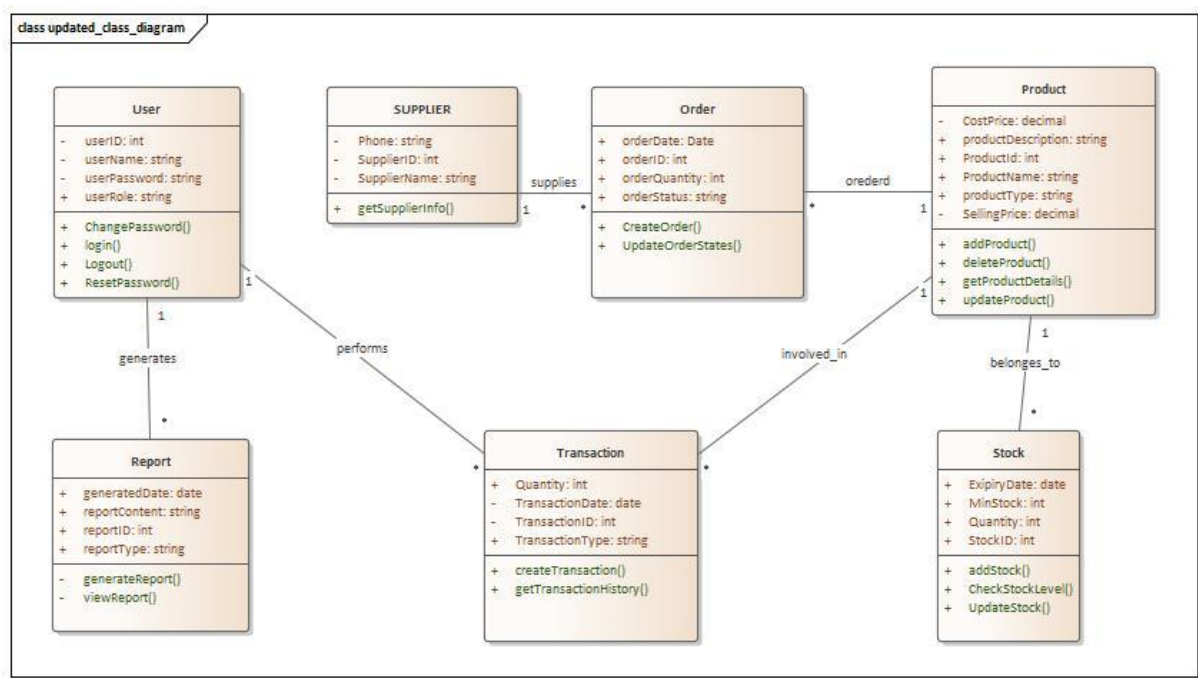 class updated_class_diagram
User
- userID: int
- userName: string
- userPassword: string
+ userRole: string
+ ChangePassword()
+ login()
+ Logout()
+ ResetPassword()
SUPPLIER
- Phone: string
- SupplierID: int
- SupplierName: string
+ getSupplierInfo()
supplies
1
*
Order
+ orderDate: Date
+ orderID: int
+ orderQuantity: int
+ orderStatus: string
+ CreateOrder()
+ UpdateOrderStates()
orederd
*
1
Product
- CostPrice: decimal
+ productDescription: string
+ ProductId: int
+ ProductName: string
+ productType: string
- SellingPrice: decimal
+ addProduct()
+ deleteProduct()
+ getProductDetails()
+ updateProduct()
1
generates
*
1
performs
*
1
involved_in
*
1
belonges_to
*
Report
+ generatedDate: date
+ reportContent: string
+ reportID: int
+ reportType: string
- generateReport()
- viewReport()
Transaction
+ Quantity: int
- TransactionDate: date
- TransactionID: int
+ TransactionType: string
+ createTransaction()
+ getTransactionHistory()
Stock
+ ExipiryDate: date
+ MinStock: int
+ Quantity: int
+ StockID: int
+ addStock()
+ CheckStockLevel()
+ UpdateStock()